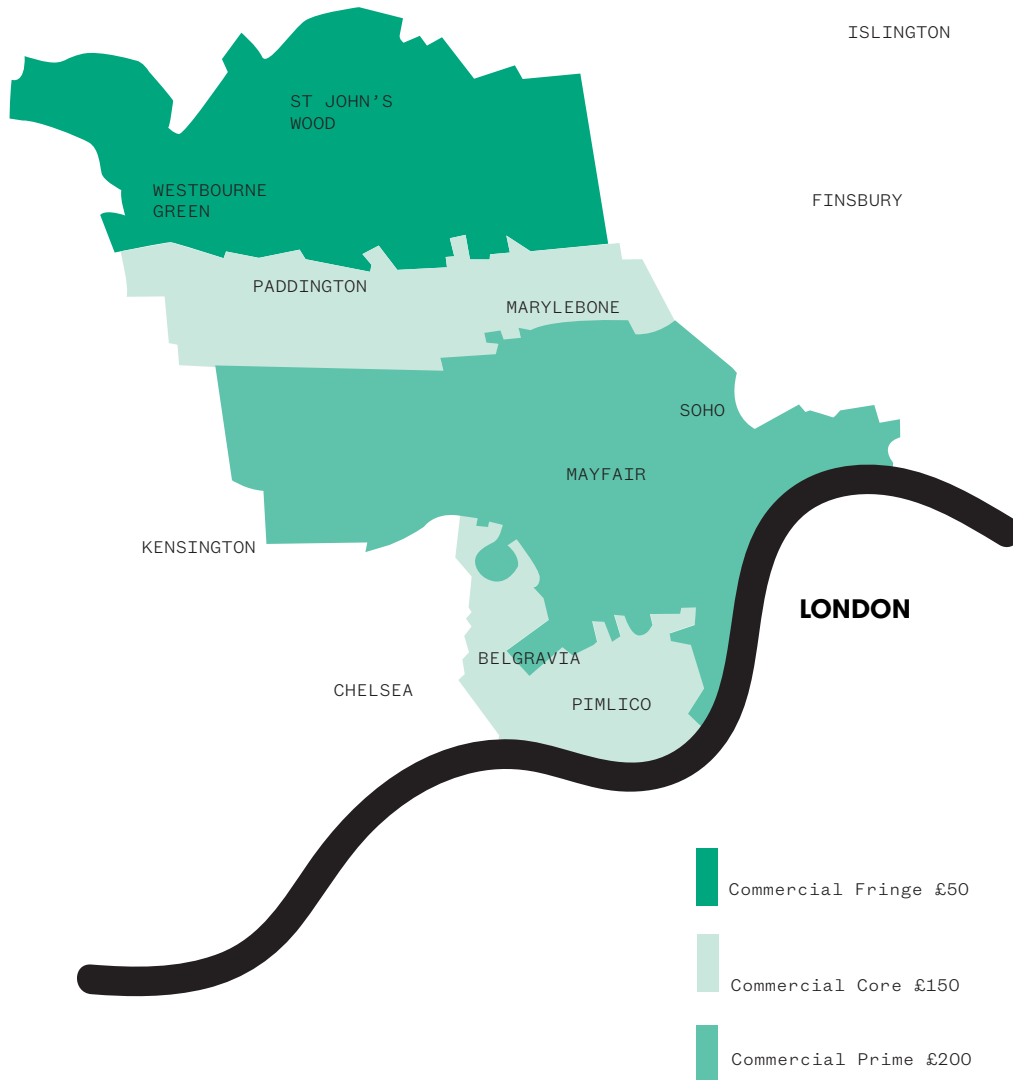 ISLINGTON
ST JOHN'S
WOOD
WESTBOURNE
GREEN
FINSBURY
PADDINGTON
MARYLEBONE
SOHO
MAYFAIR
KENSINGTON
LONDON
BELGRAVIA
CHELSEA
PIMLICO
Commercial Fringe £50
Commercial Core £150
Commercial Prime £200